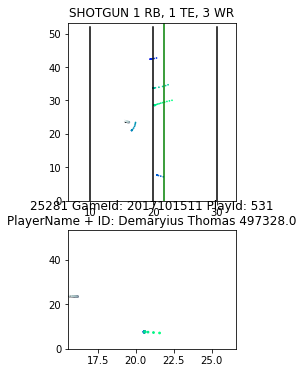 SHOTGUN 1 RB, 1 TE, 3 WR
50
40
30
20
10
0
10 20 30
GameId: 2017101511 PlayId: 531
PlayerName + ID: Demaryius Thomas 497328.0
40
20
0
17.5 20.0 22.5 25.0